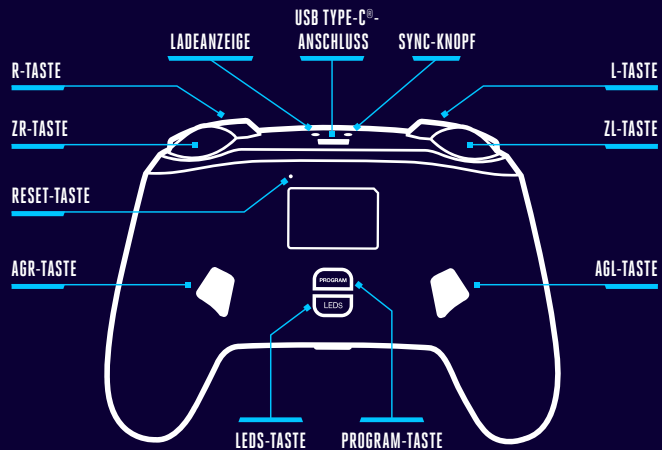 USB TYPE-C®-
ANSCHLUSS
LADEANZEIGE
SYNC-KNOPF
R-TASTE
L-TASTE
ZR-TASTE
ZL-TASTE
RESET-TASTE
AGR-TASTE
AGL-TASTE
PROGRAM
LEDS
LEDS-TASTE
PROGRAM-TASTE